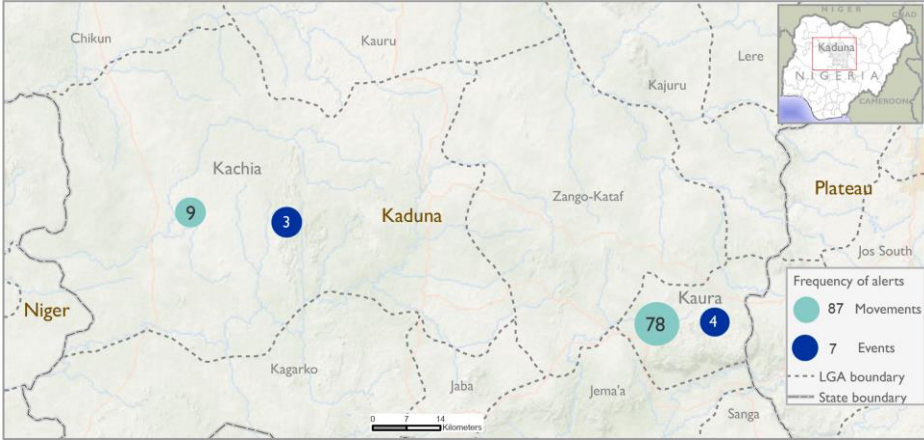 Chikun
Kauru
Lere
Kajuru
Kachia
Kaduna
Zango-Kataf
Plateau
Jos South
Niger
Kaura
Kagarko
Jaba
Jema'a
Sanga
9
3
78
4
0 7 14
Kilometers
NIGER
CHAD
Kaduna
NIGERIA
CAMEROON
Frequency of alerts
87 Movements
7 Events
LGA boundary
State boundary